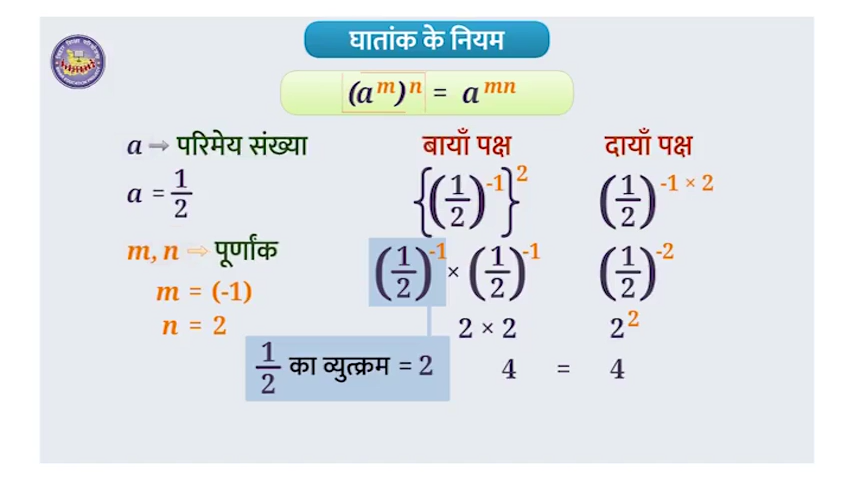 घातांक के नियम
(a^m)^n = a^mn
a → परिमेय संख्या
a = 1/2
m, n ⇒ पूर्णांक
m = (-1)
n = 2
बायाँ पक्ष
{(1/2)^-1}^2
(1/2)^-1 × (1/2)^-1
2 × 2
4 = 4
दायाँ पक्ष
(1/2)^-1 × 2
(1/2)^-2
2^2
1/2 का व्युत्क्रम = 2